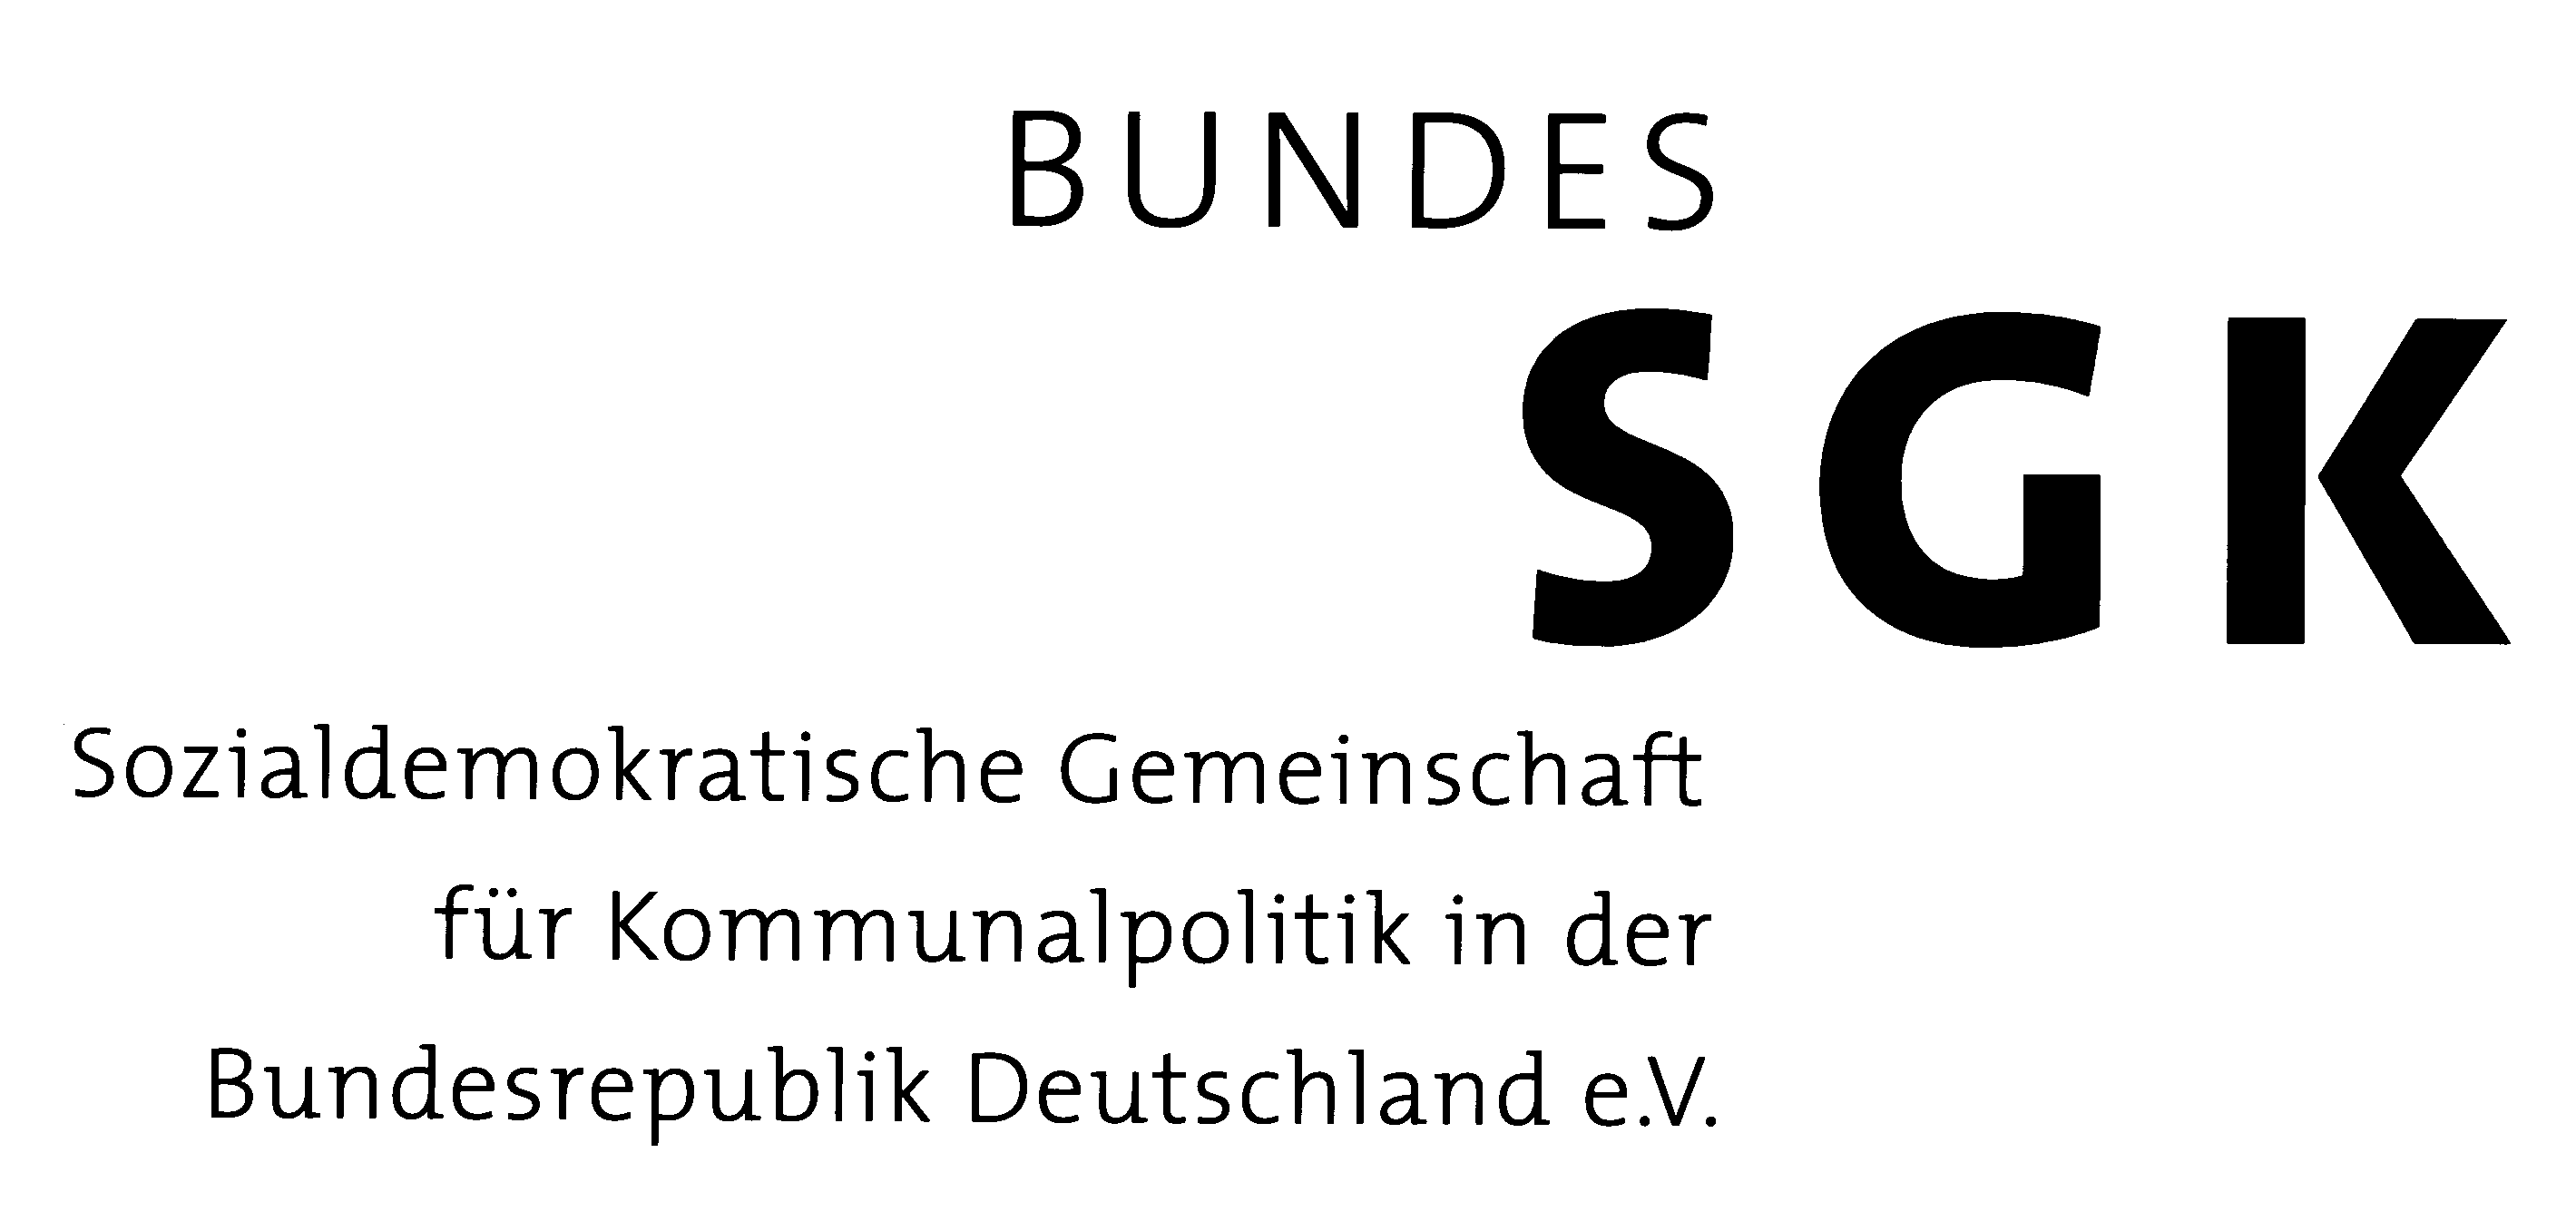 BUNDES
SGK
Sozialdemokratische Gemeinschaft
für Kommunalpolitik in der
Bundesrepublik Deutschland e.V.